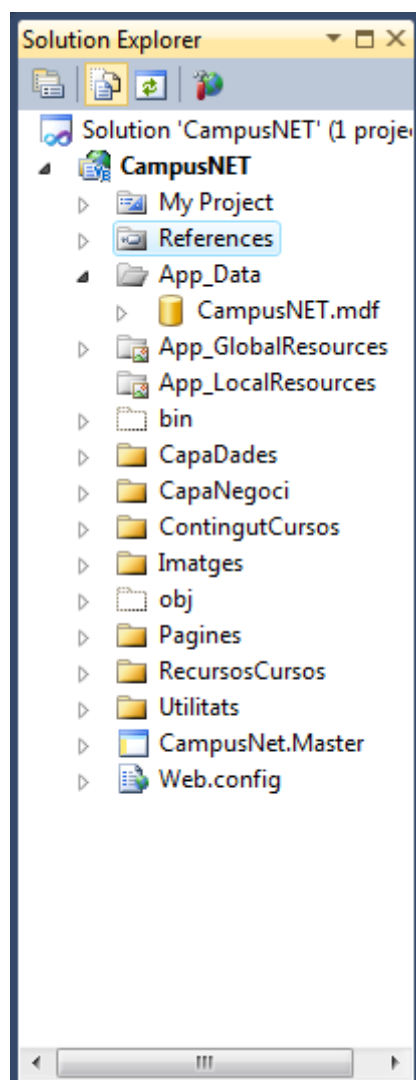 Solution Explorer
Solution 'CampusNET' (1 proje
CampusNET
My Project
References
App_Data
CampusNET.mdf
App_GlobalResources
App_LocalResources
bin
CapaDades
CapaNegoci
ContingutCursos
Imatges
obj
Pagines
RecursosCursos
Utilitats
CampusNet.Master
Web.config